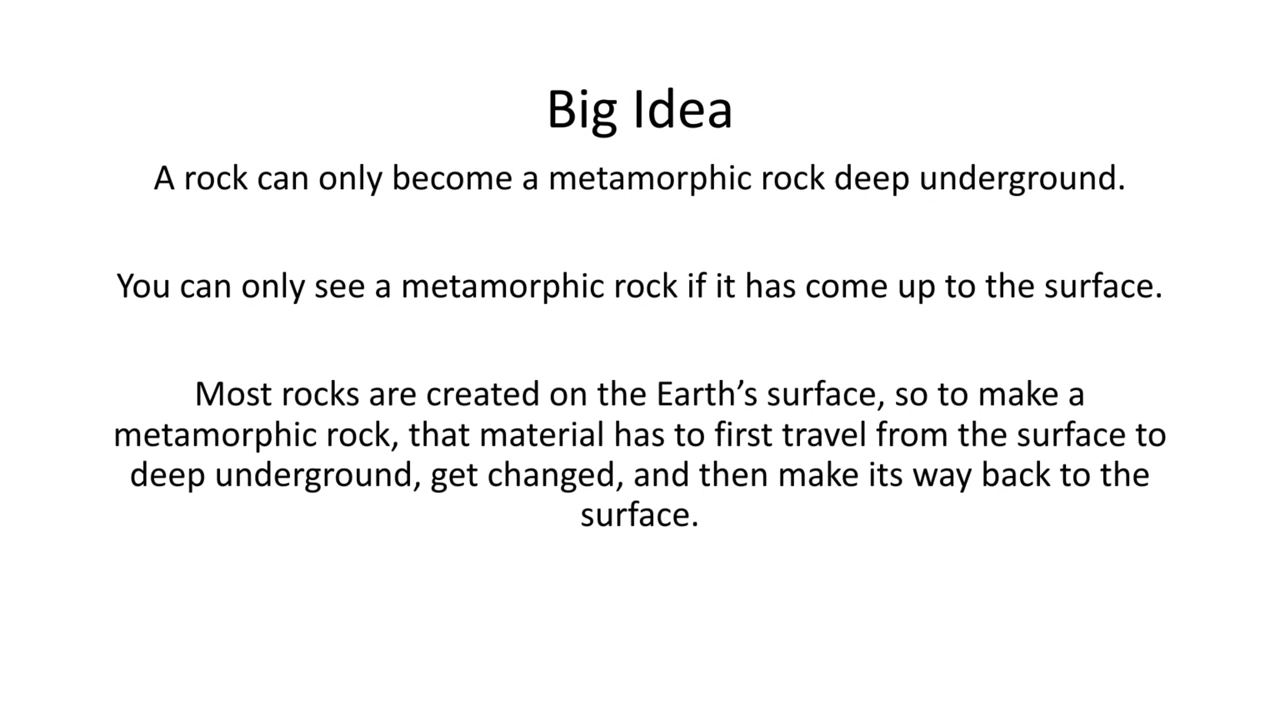 Big Idea
A rock can only become a metamorphic rock deep underground.
You can only see a metamorphic rock if it has come up to the surface.
Most rocks are created on the Earth’s surface, so to make a
metamorphic rock, that material has to first travel from the surface to
deep underground, get changed, and then make its way back to the
surface.